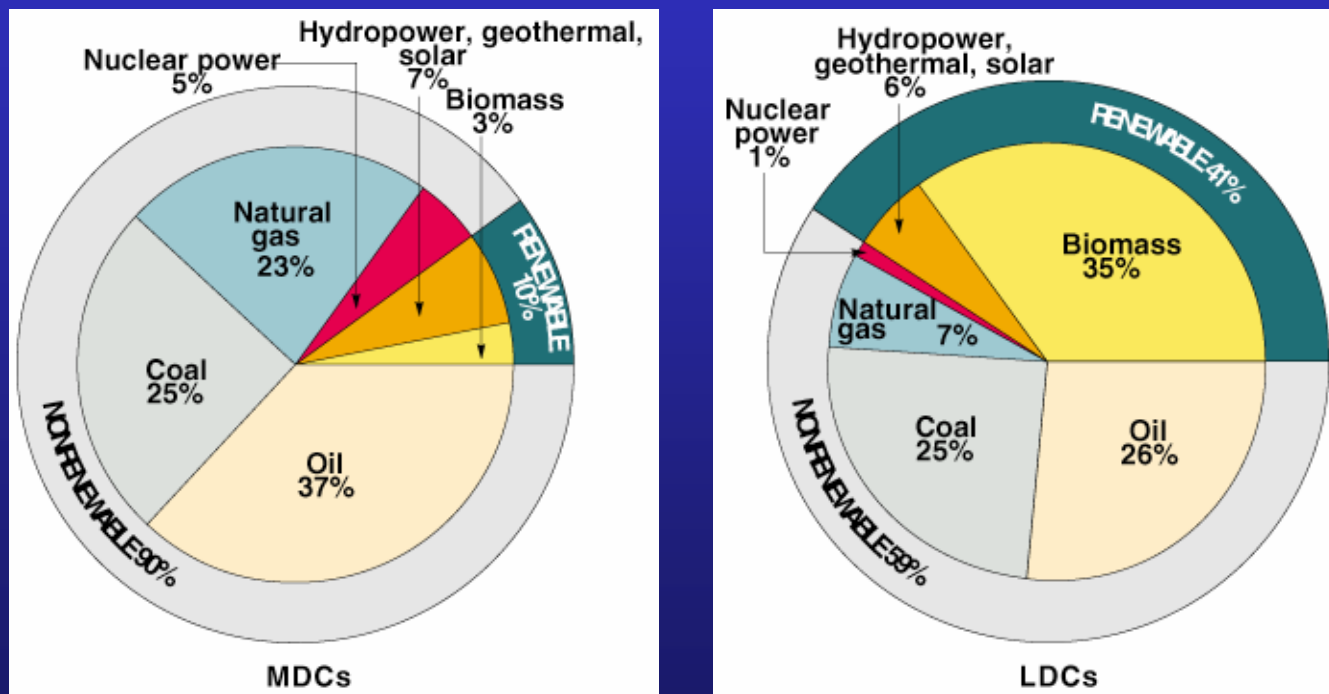 Hydropower, geothermal,
solar
7%
Nuclear power
5%
Biomass
3%
Natural
gas
23%
RENEWABLE
10%
Coal
25%
Oil
37%
NONRENEWABLE 90%
MDCs
Hydropower,
geothermal, solar
6%
Nuclear
power
1%
RENEWABLE 41%
Biomass
35%
Natural
gas 7%
Coal
25%
Oil
26%
NONRENEWABLE 59%
LDCs